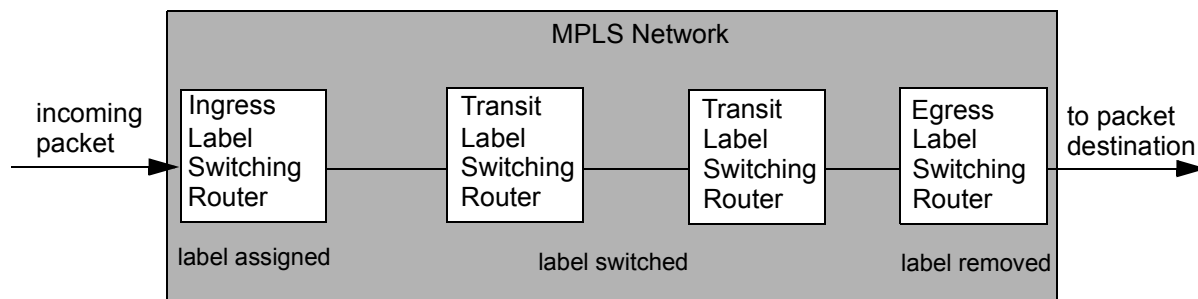 MPLS Network
incoming
packet
Ingress
Label
Switching
Router
Transit
Label
Switching
Router
Transit
Label
Switching
Router
Egress
Label
Switching
Router
to packet
destination
label assigned
label switched
label removed